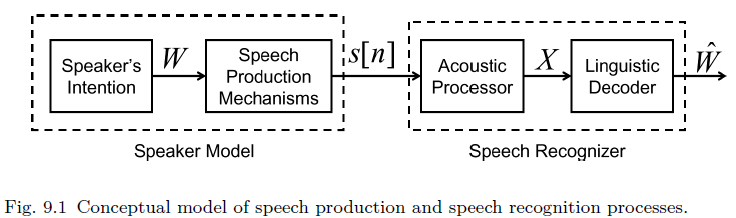 Speaker's
Intention
W
Speech
Production
Mechanisms
s[n]
Acoustic
Processor
X
Linguistic
Decoder
Ŵ
Speaker Model
Speech Recognizer
Fig. 9.1 Conceptual model of speech production and speech recognition processes.